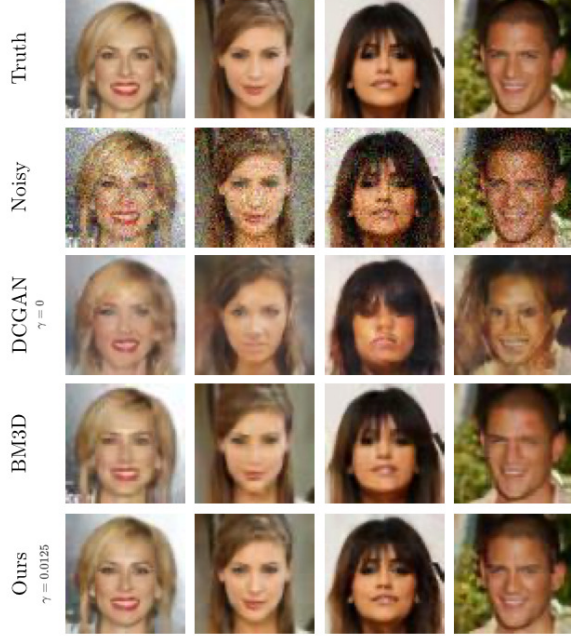 Truth
Noisy
DCGAN
γ = 0
BM3D
Ours
γ = 0.0125